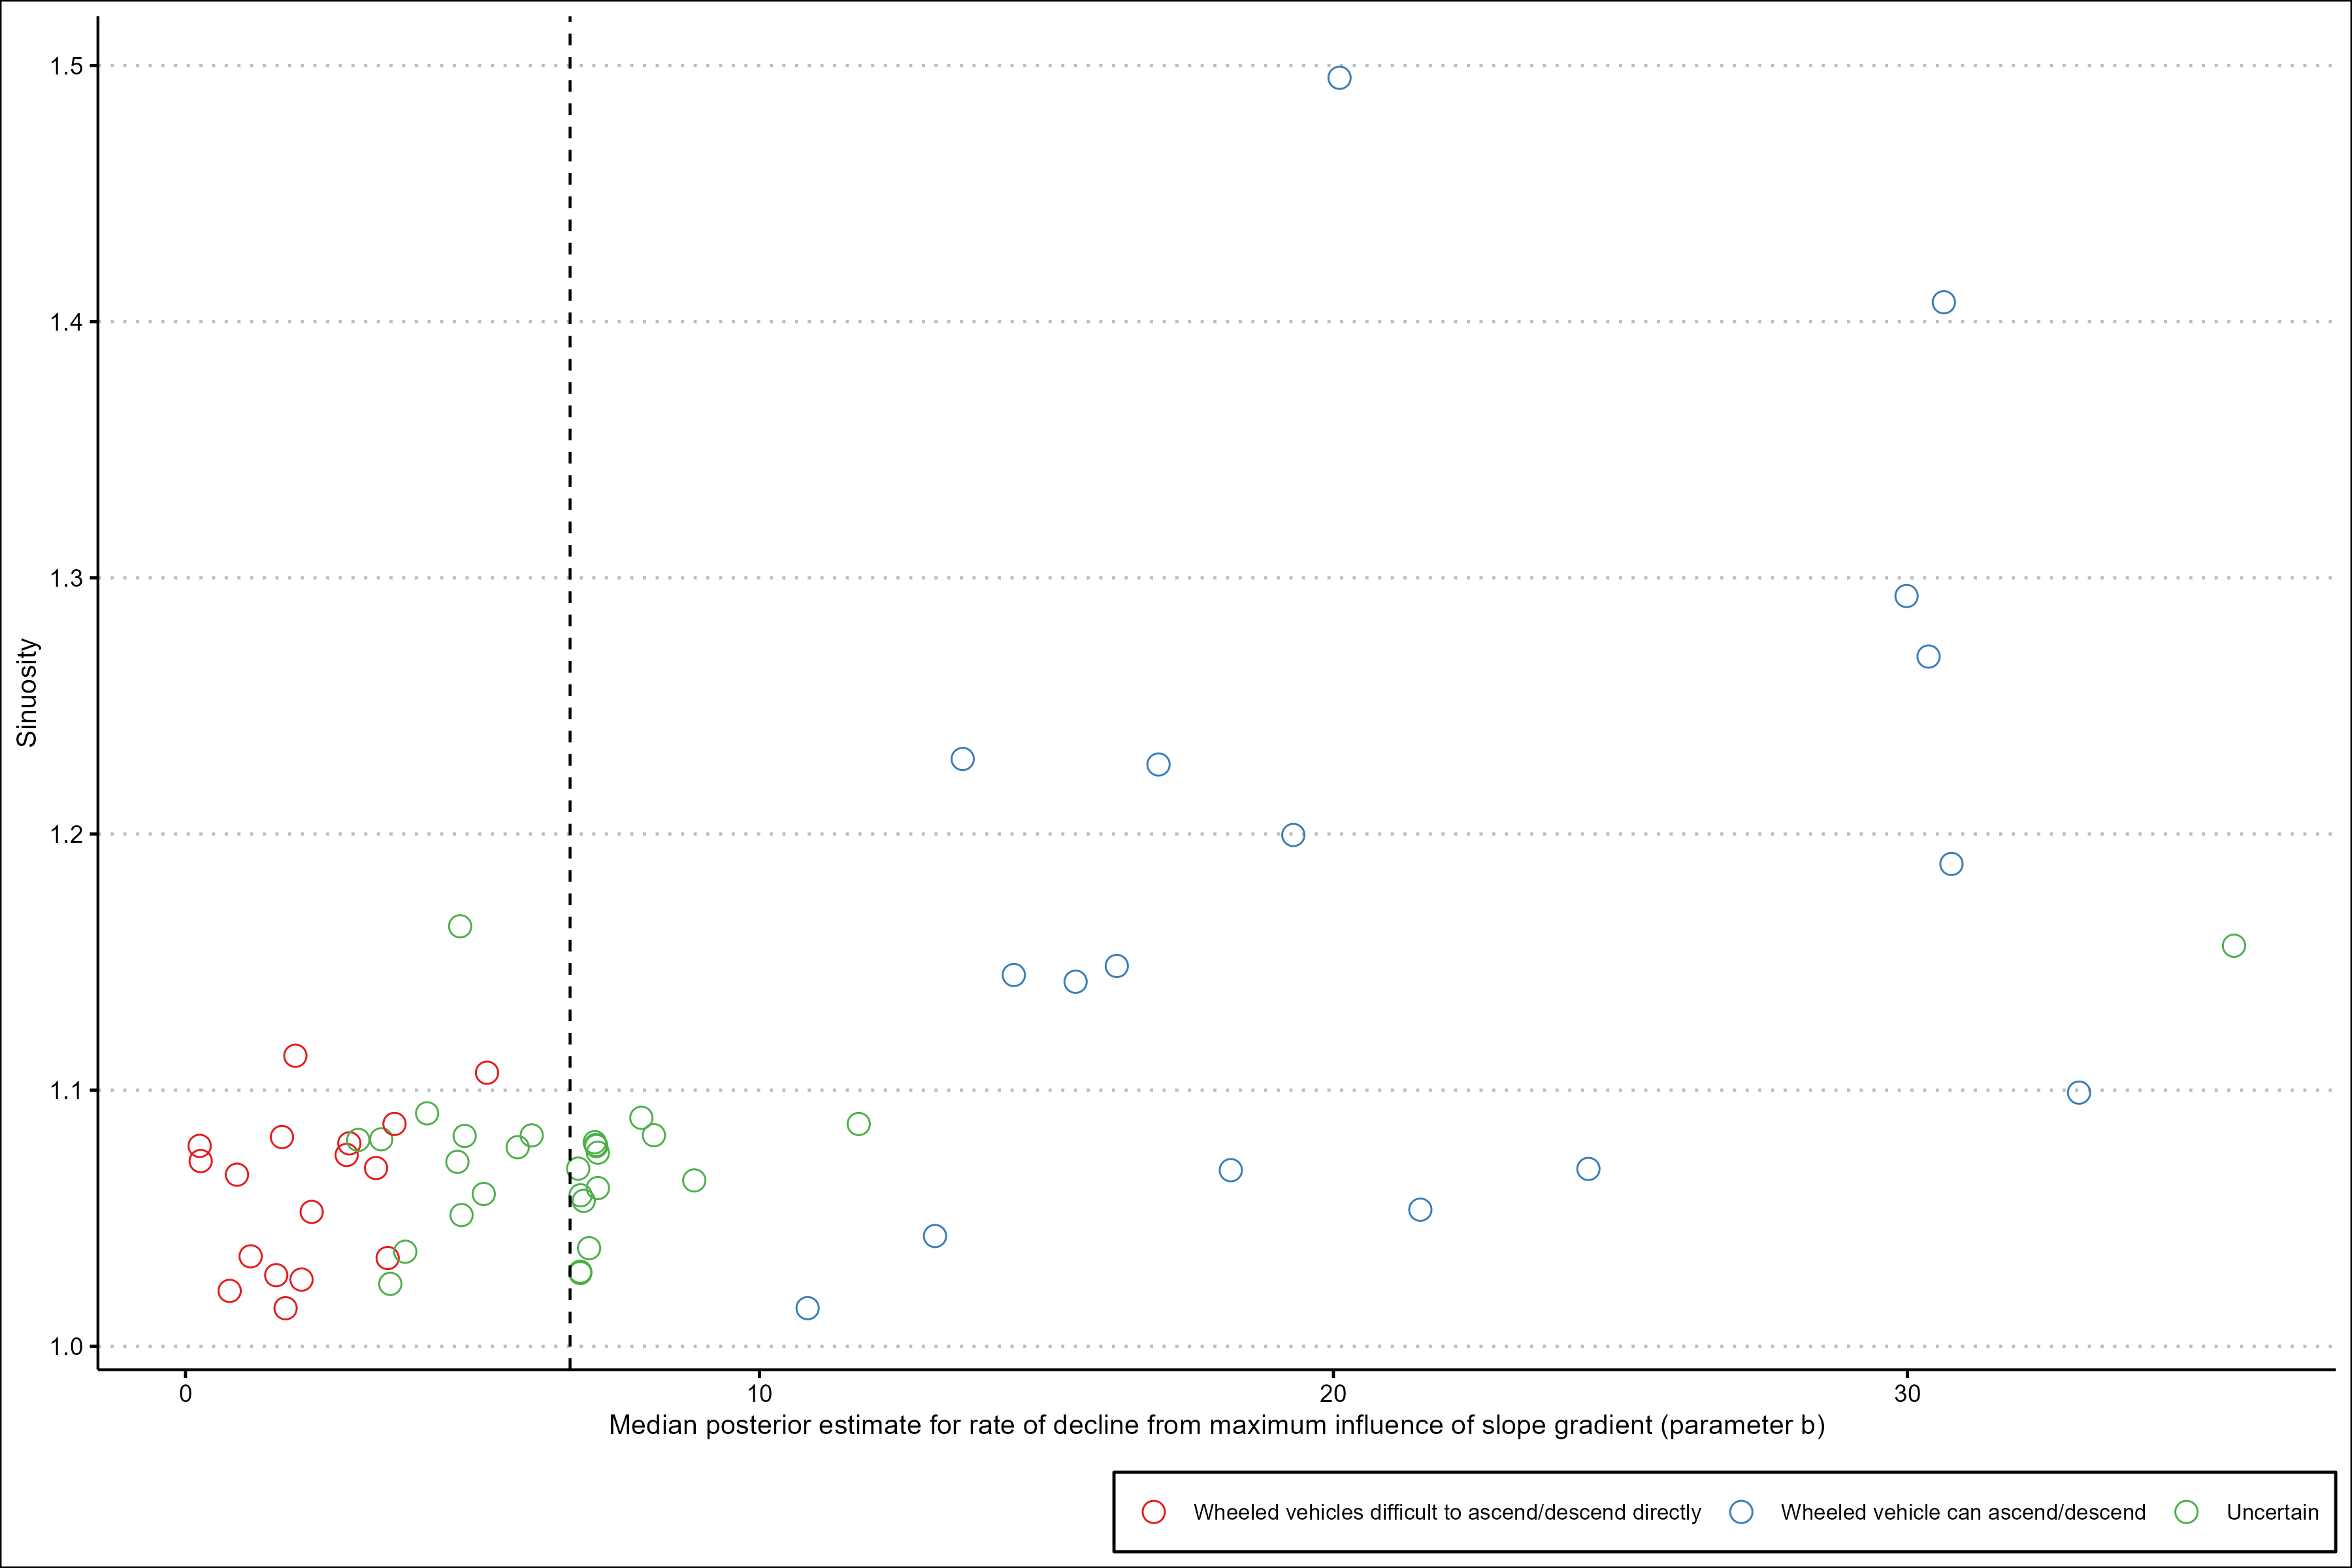 1.5
1.4
1.3
1.2
1.1
1.0
Sinuosity
0 10 20 30
Median posterior estimate for rate of decline from maximum influence of slope gradient (parameter b)
Wheeled vehicles difficult to ascend/descend directly Wheeled vehicle can ascend/descend Uncertain